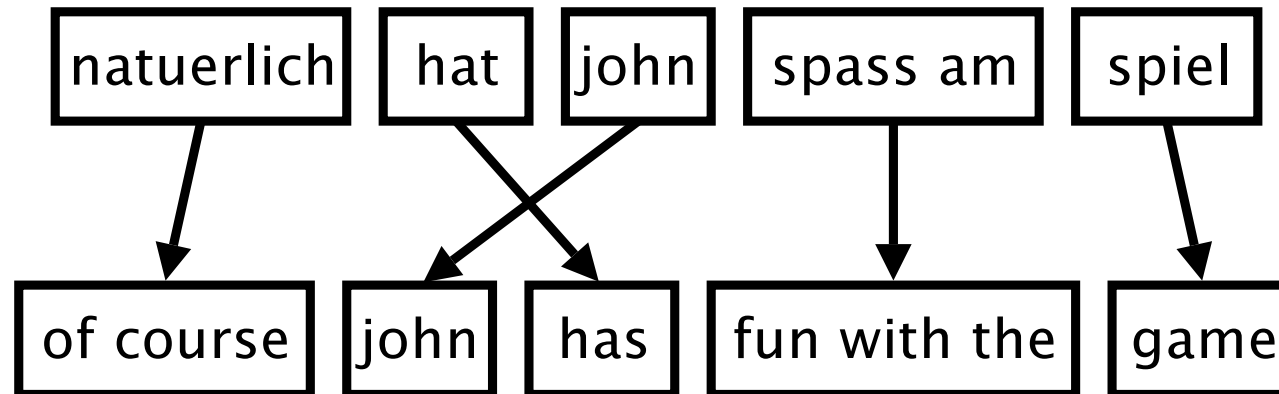 natuerlich hat john spass am spiel
of course john has fun with the game